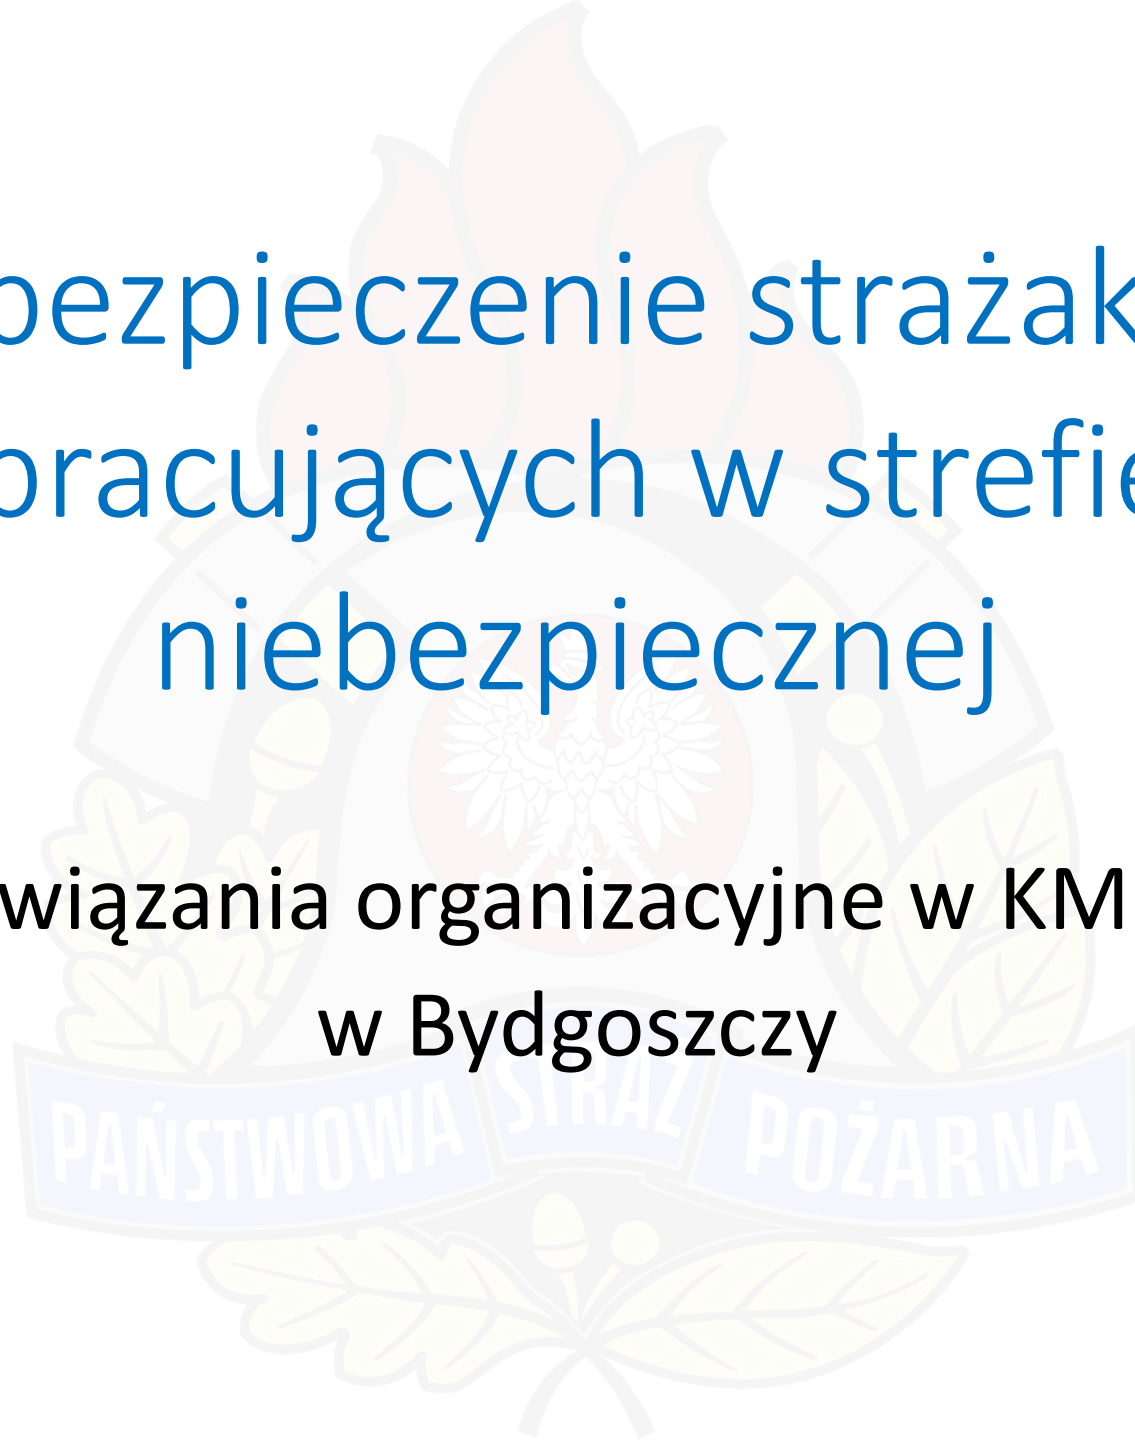 bezpieczenie strażak
pracujących w strefie
niebezpiecznej
wiązania organizacyjne w KM
w Bydgoszczy
PAŃSTWOWA STRAŻ POŻARNA